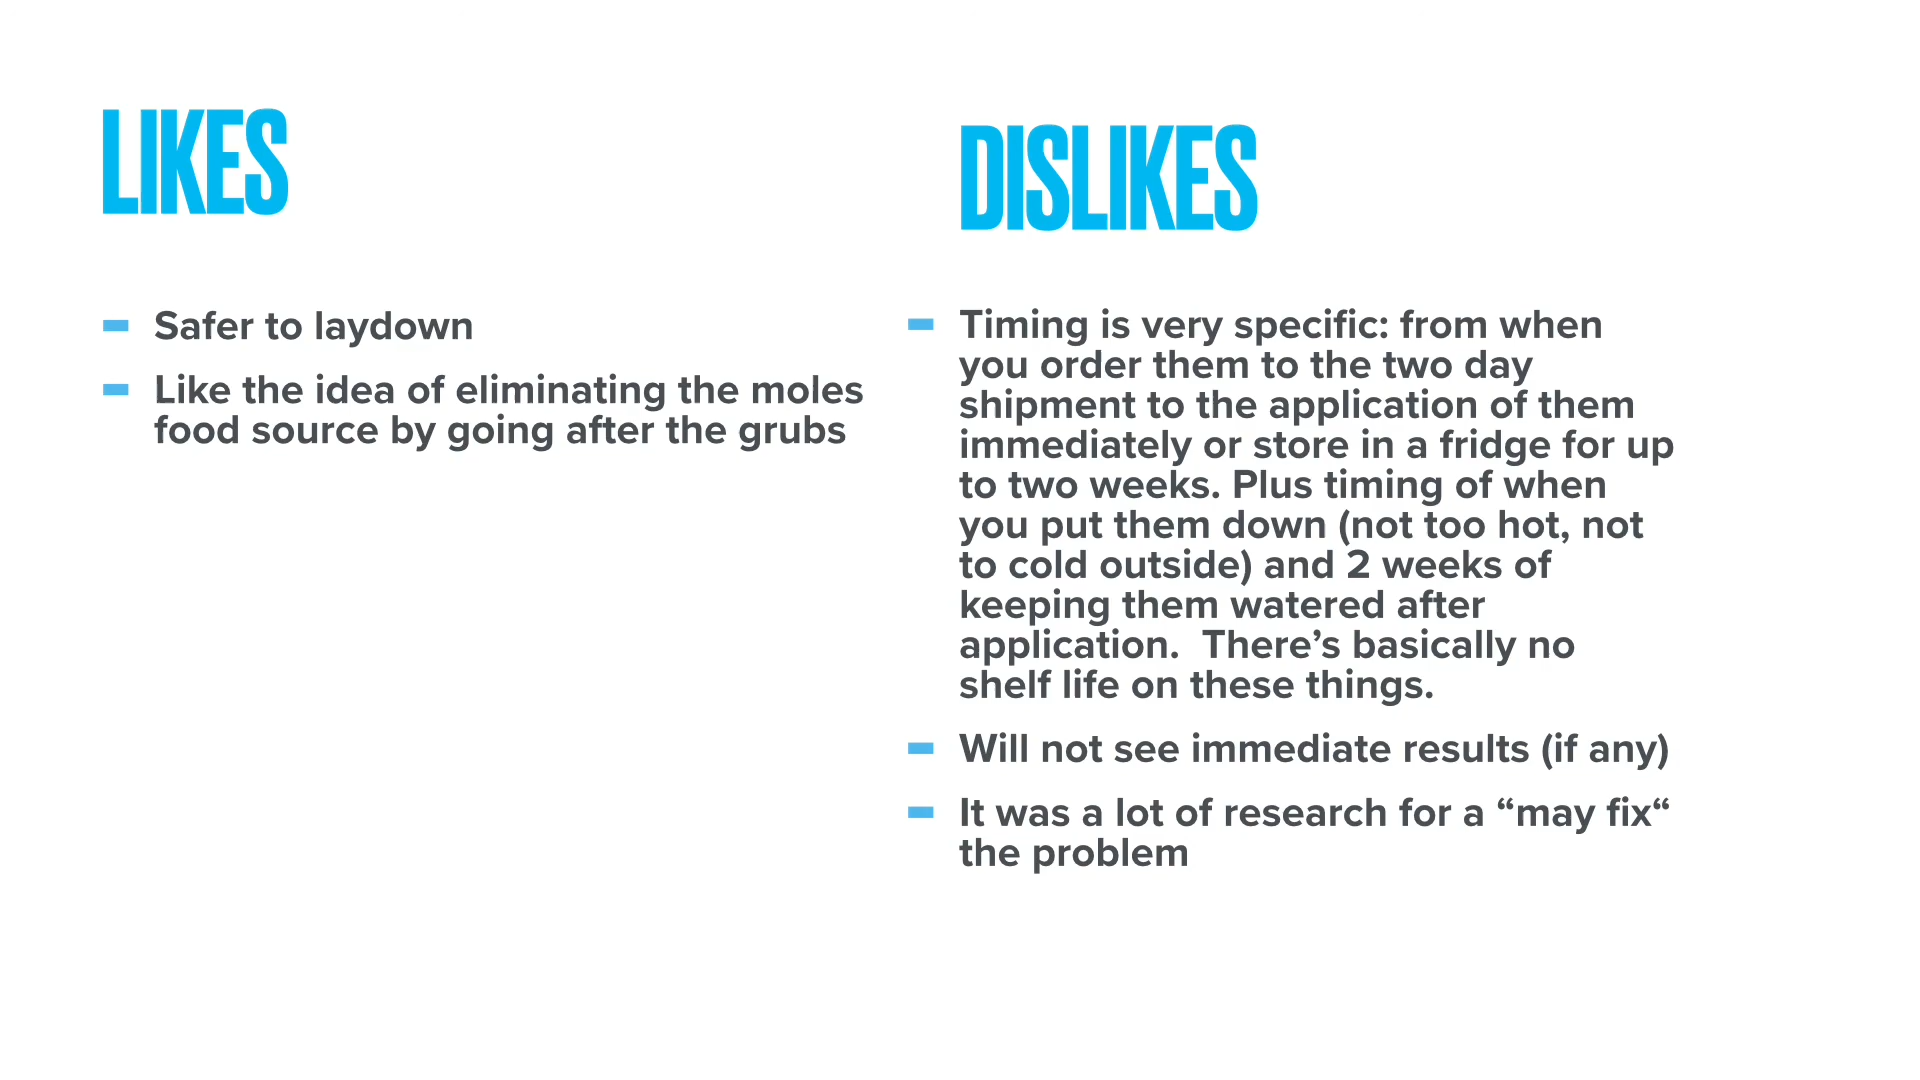 LIKES
Safer to laydown
Like the idea of eliminating the moles
food source by going after the grubs
DISLIKES
Timing is very specific: from when
you order them to the two day
shipment to the application of them
immediately or store in a fridge for up
to two weeks. Plus timing of when
you put them down (not too hot, not
to cold outside) and 2 weeks of
keeping them watered after
application.  There’s basically no
shelf life on these things.
Will not see immediate results (if any)
It was a lot of research for a “may fix“
the problem